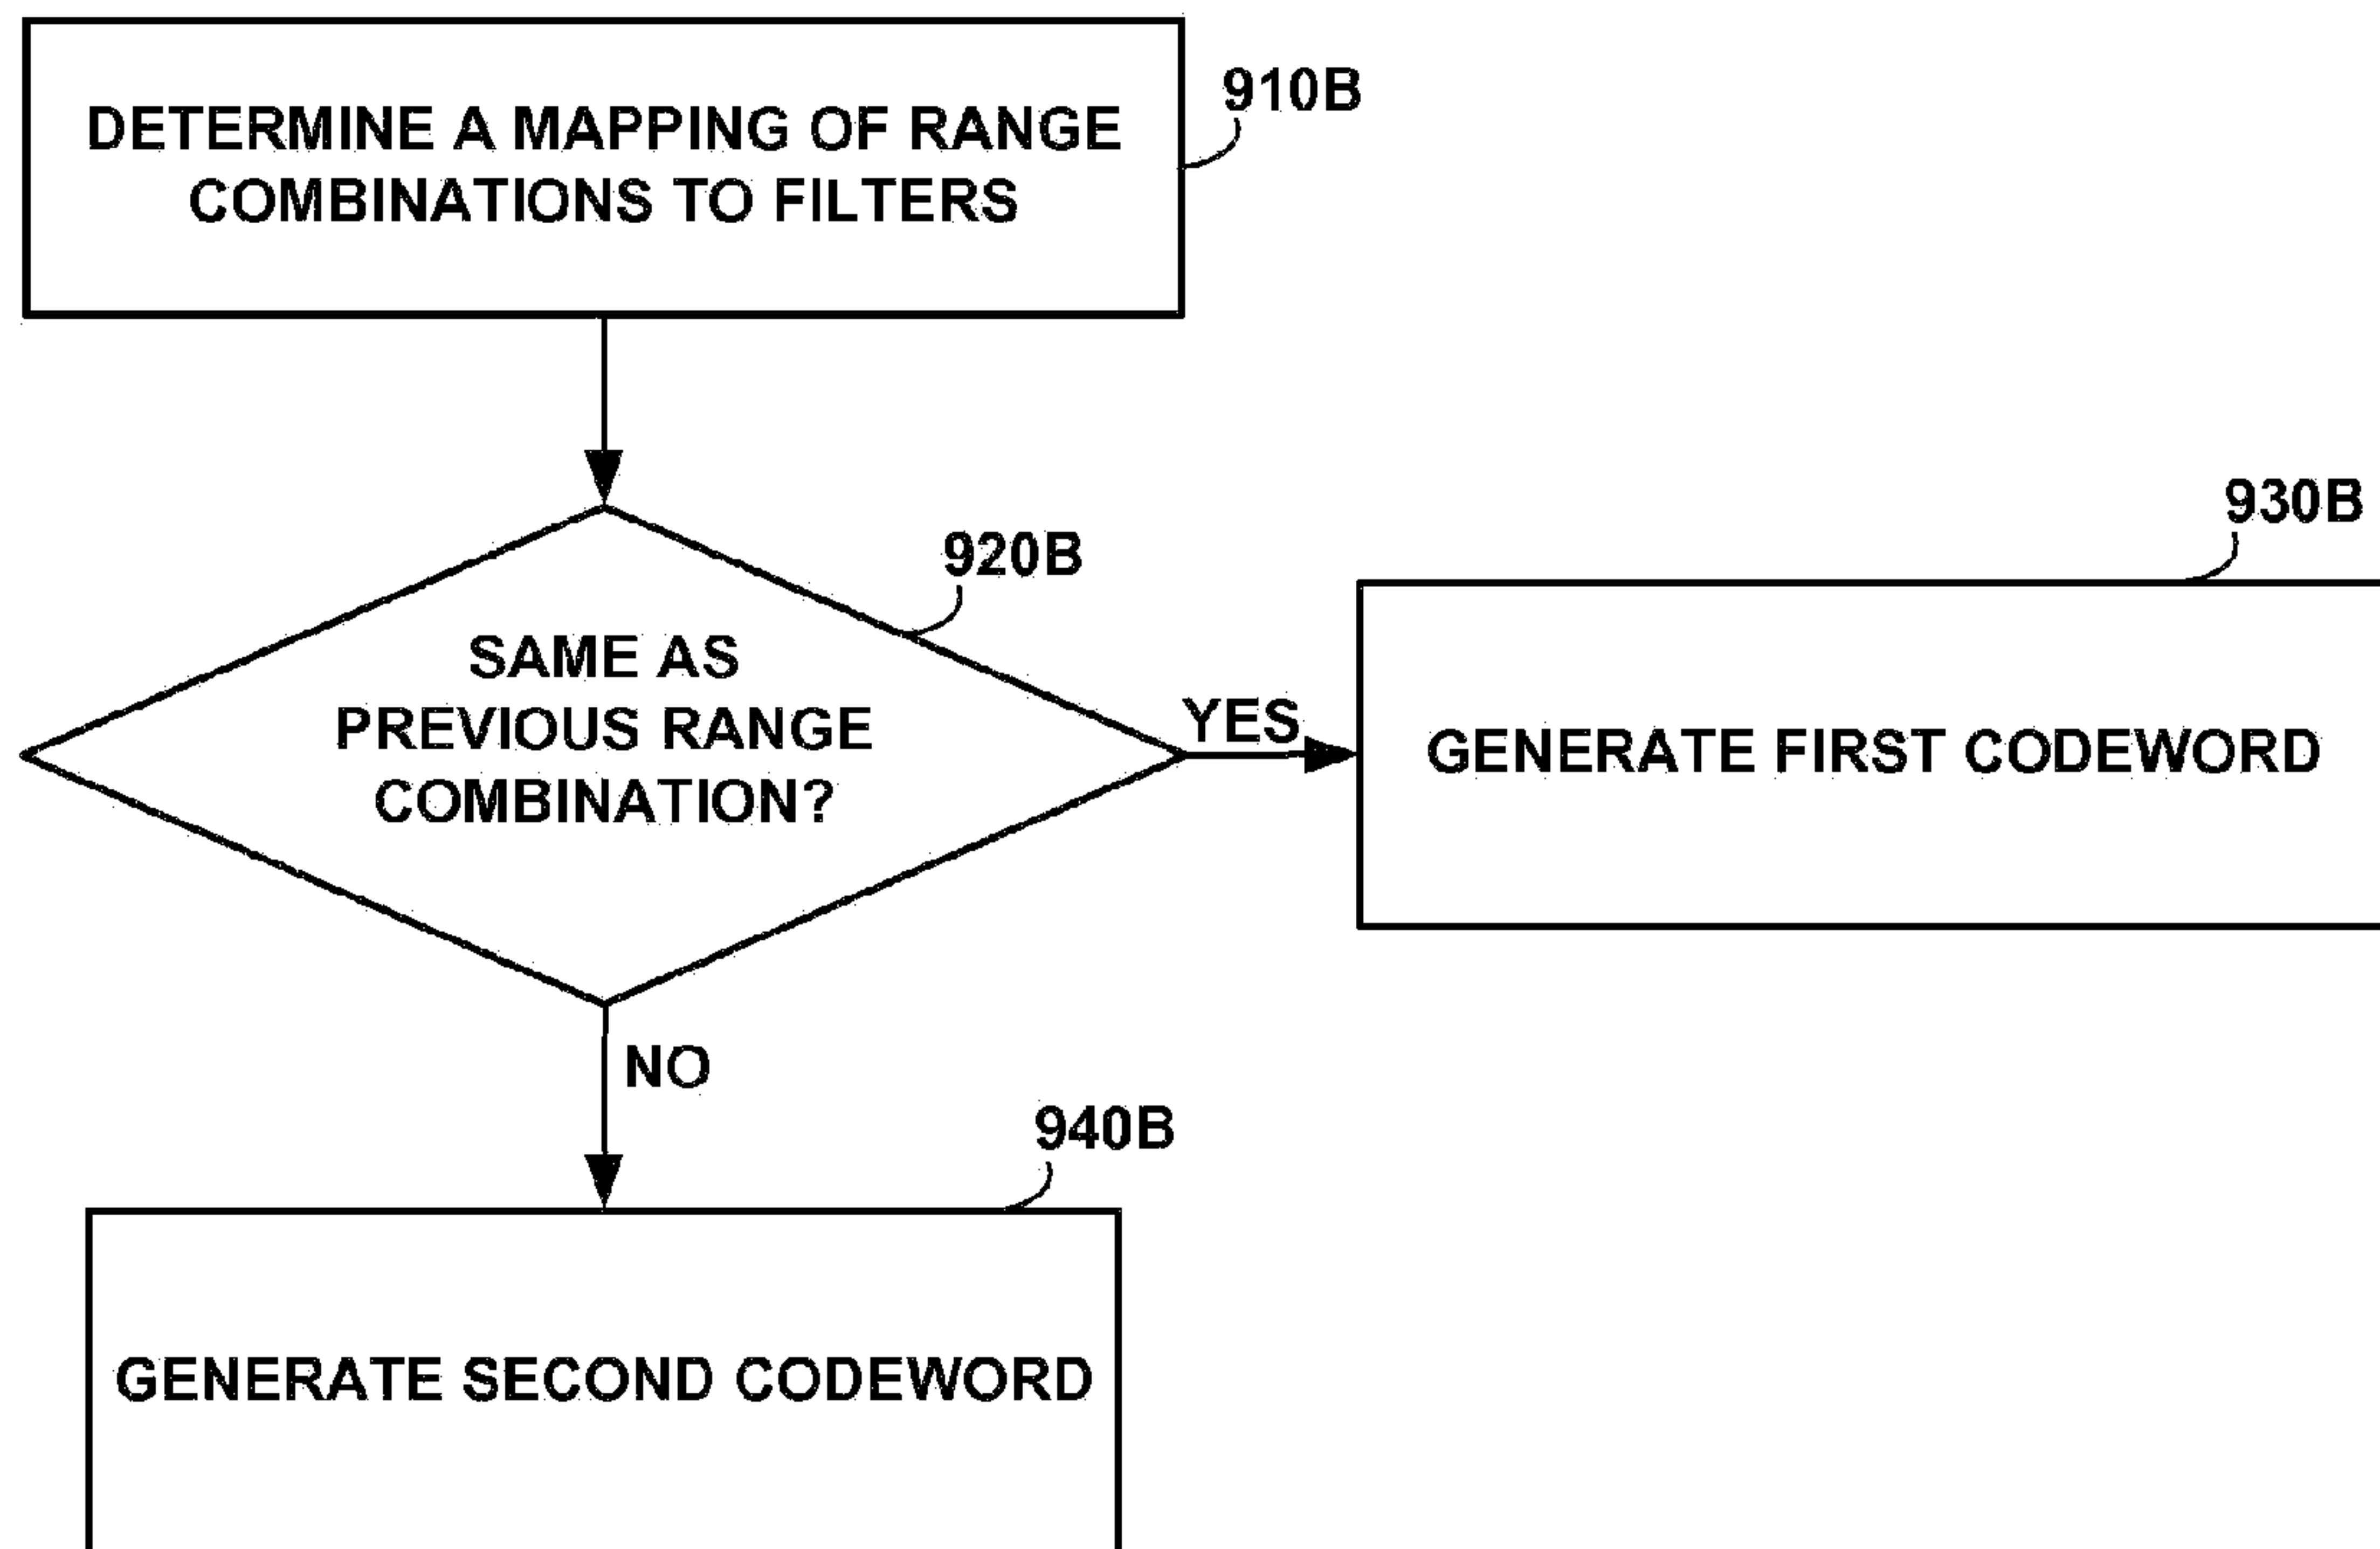 DETERMINE A MAPPING OF RANGE
COMBINATIONS TO FILTERS
910B
920B
SAME AS
PREVIOUS RANGE
COMBINATION?
YES
930B
GENERATE FIRST CODEWORD
NO
940B
GENERATE SECOND CODEWORD